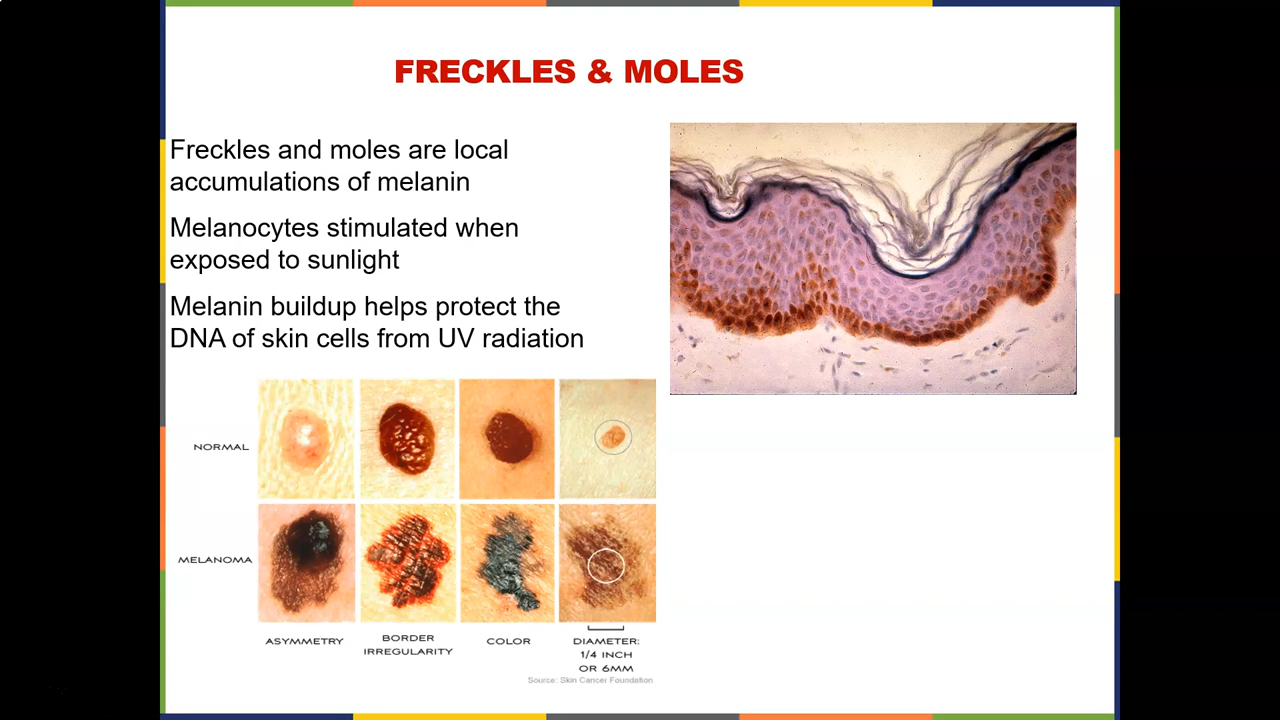 FRECKLES & MOLES
Freckles and moles are local
accumulations of melanin
Melanocytes stimulated when
exposed to sunlight
Melanin buildup helps protect the
DNA of skin cells from UV radiation
NORMAL
MELANOMA
ASYMMETRY
BORDER
IRREGULARITY
COLOR
DIAMETER:
1/4 INCH
OR 6MM
Source: Skin Cancer Foundation